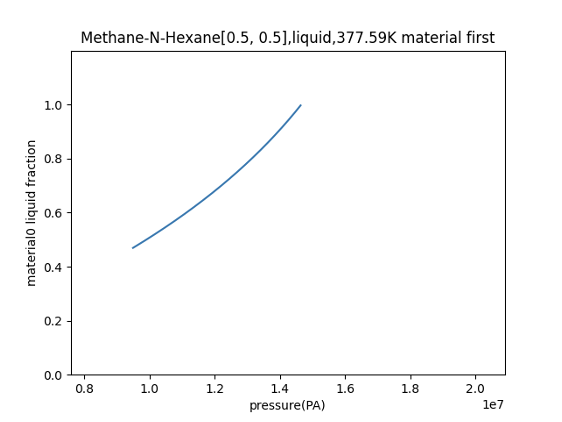 Methane-N-Hexane[0.5, 0.5],liquid,377.59K material first
material0 liquid fraction
1.0
0.8
0.6
0.4
0.2
0.0
0.8 1.0 1.2 1.4 1.6 1.8 2.0
1e7
pressure(PA)